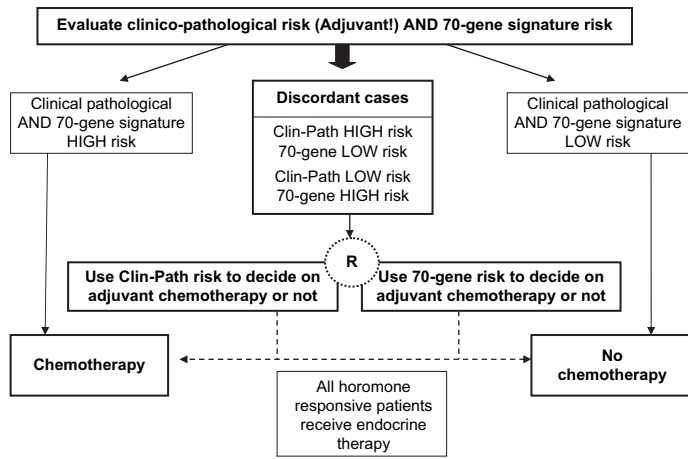 Evaluate clinico-pathological risk (Adjuvant!) AND 70-gene signature risk
Clinical pathological
AND 70-gene signature
HIGH risk
Discordant cases
Clin-Path HIGH risk
70-gene LOW risk
Clin-Path LOW risk
70-gene HIGH risk
Clinical pathological
AND 70-gene signature
LOW risk
R
Use Clin-Path risk to decide on
adjuvant chemotherapy or not
Use 70-gene risk to decide on
adjuvant chemotherapy or not
Chemotherapy
No
chemotherapy
All horomone
responsive patients
receive endocrine
therapy